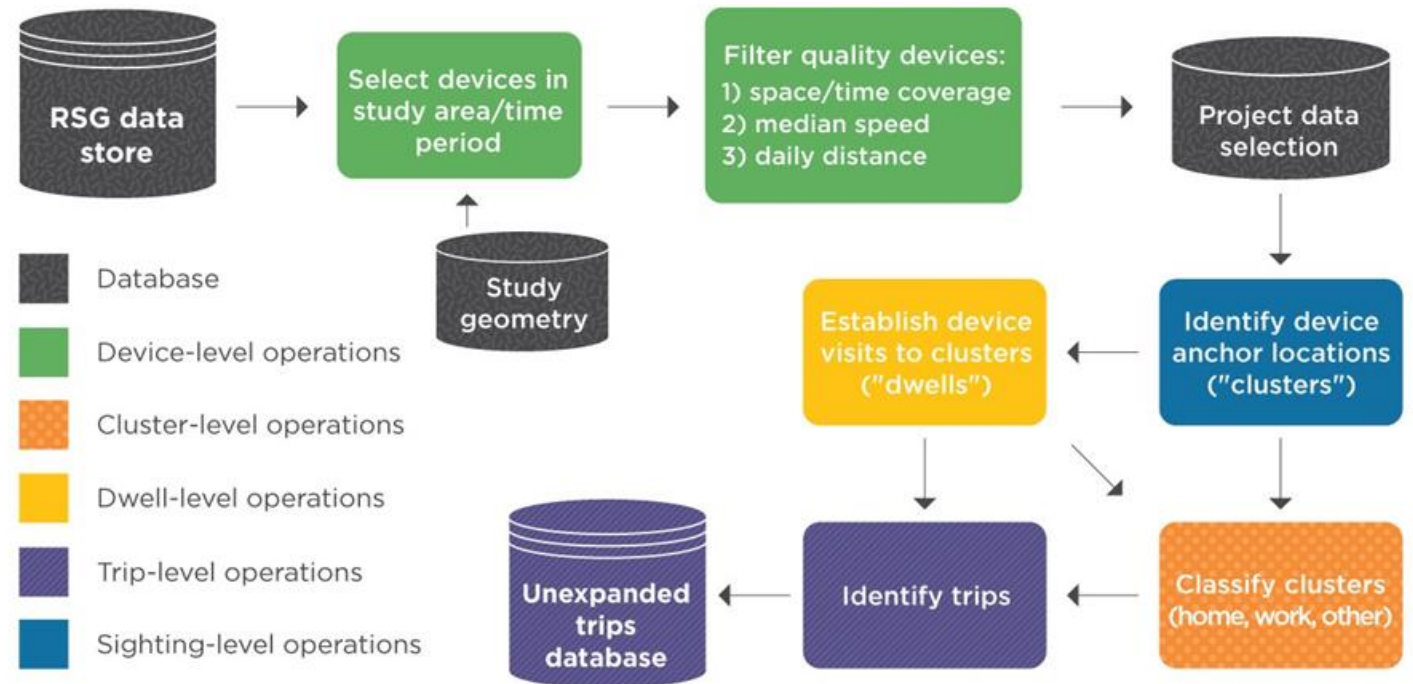 RSG data
store
Select devices in
study area/time
period
Filter quality devices:
1) space/time coverage
2) median speed
3) daily distance
Project data
selection
Study
geometry
Database
Device-level operations
Cluster-level operations
Dwell-level operations
Trip-level operations
Sighting-level operations
Establish device
visits to clusters
("dwells")
Identify device
anchor locations
("clusters")
Unexpanded
trips
database
Identify trips
Classify clusters
(home, work, other)